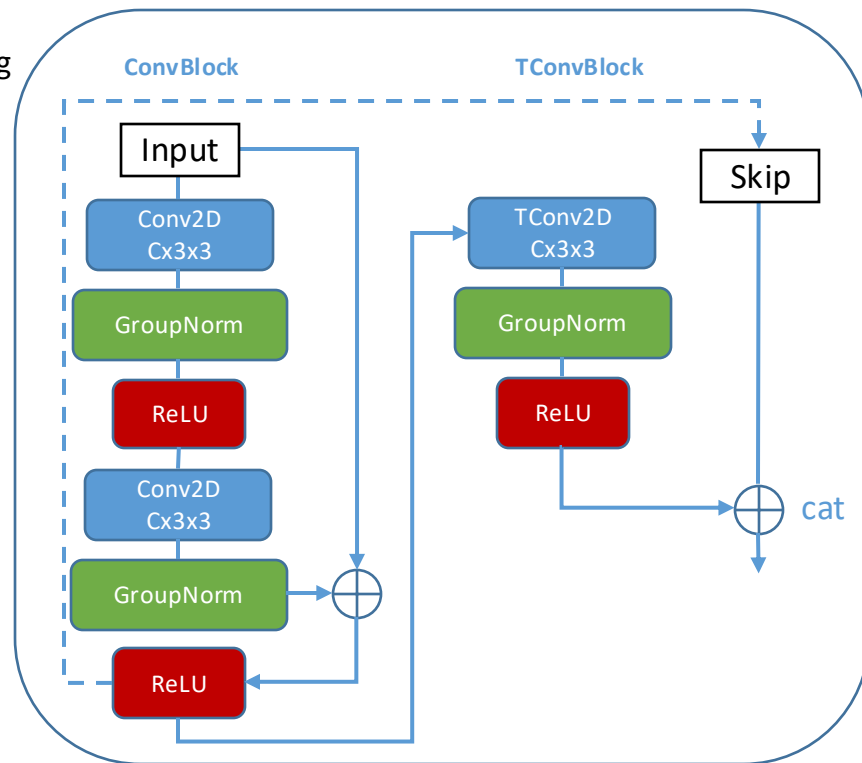 g
ConvBlock
TConvBlock
Input
Skip
Conv2D
Cx3x3
GroupNorm
ReLU
Conv2D
Cx3x3
GroupNorm
ReLU
TConv2D
Cx3x3
GroupNorm
ReLU
cat